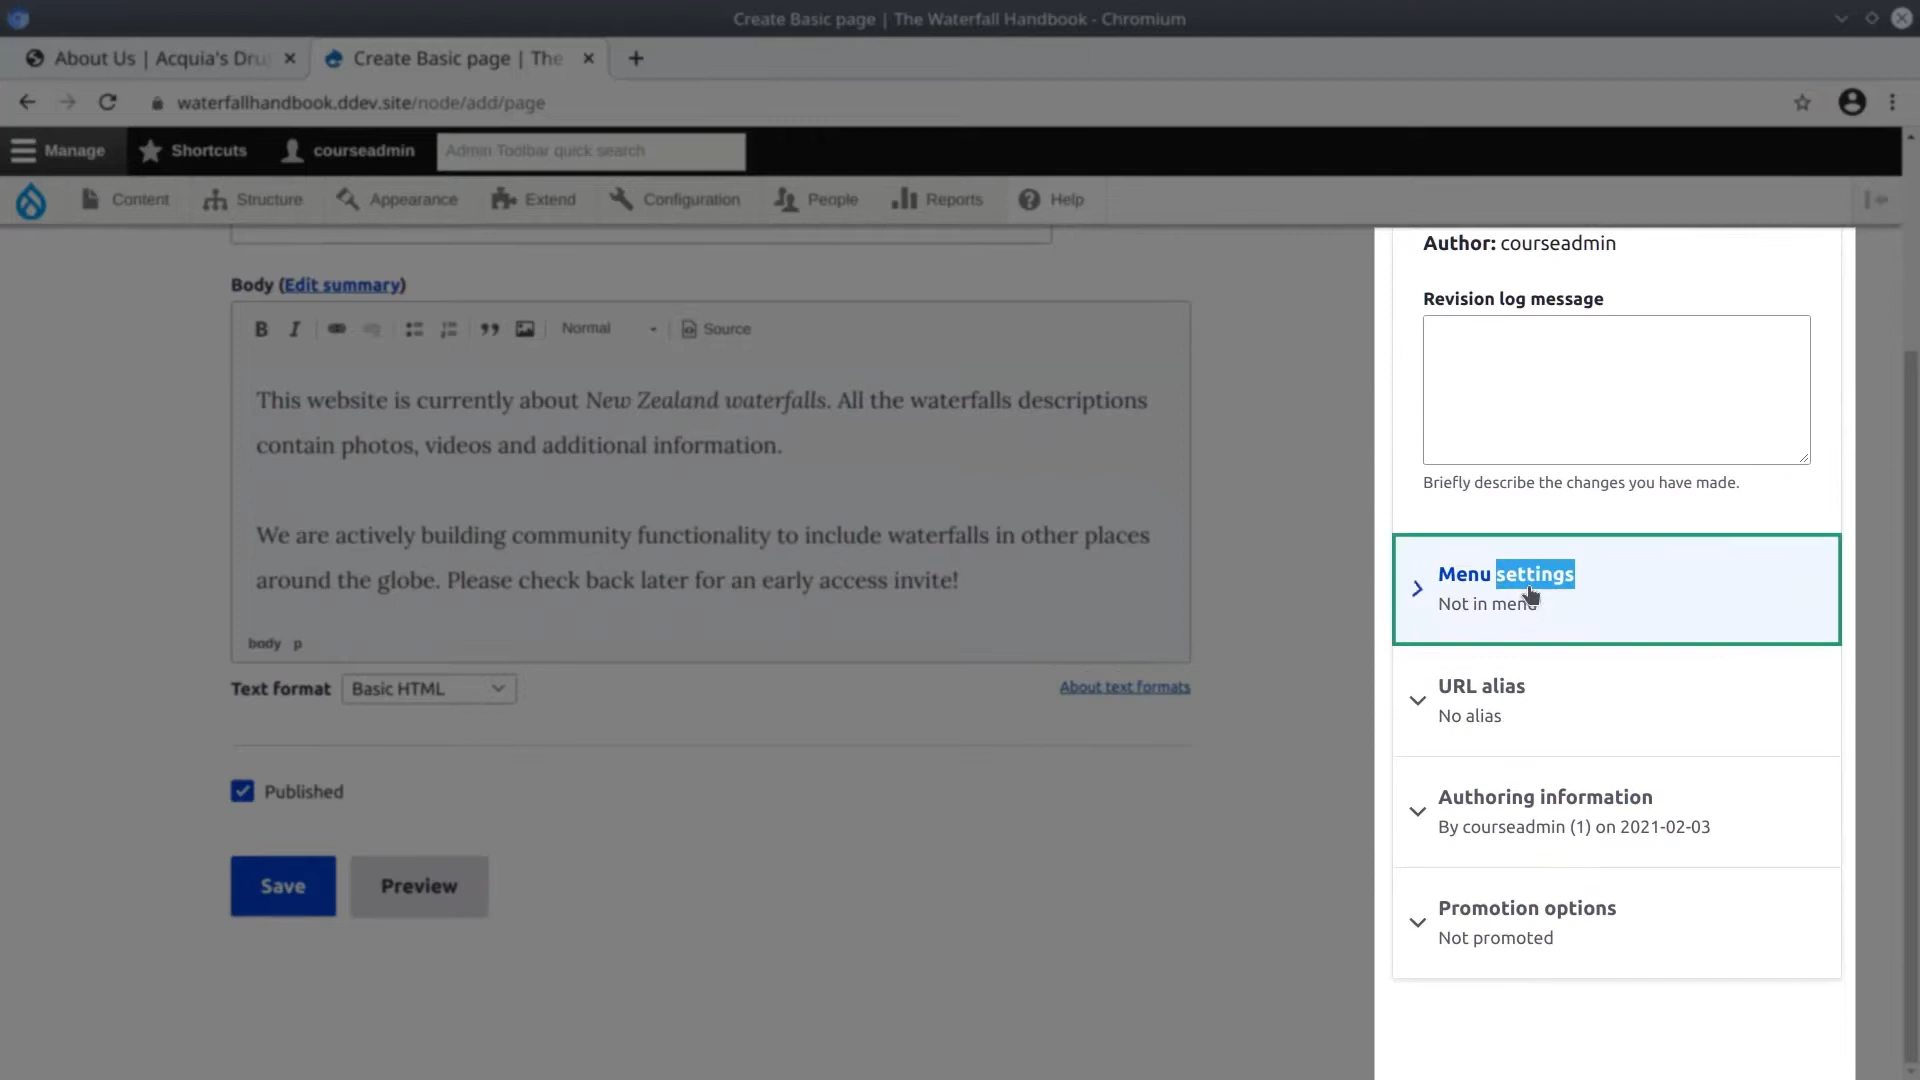 Create Basic page | The Waterfall Handbook - Chromium
About Us | Acquia's Dru
Create Basic page | The
waterfallhandbook.ddev.site/node/add/page
Manage
Shortcuts
courseadmin
Admin Toolbar quick search
Content
Structure
Appearance
Extend
Configuration
People
Reports
Help
Body (Edit summary)
B I
Normal
Source
This website is currently about New Zealand waterfalls. All the waterfalls descriptions
contain photos, videos and additional information.
We are actively building community functionality to include waterfalls in other places
around the globe. Please check back later for an early access invite!
body p
Text format
Basic HTML
About text formats
Published
Save
Preview
Author: courseadmin
Revision log message
Briefly describe the changes you have made.
Menu settings
Not in menu
URL alias
No alias
Authoring information
By courseadmin (1) on 2021-02-03
Promotion options
Not promoted